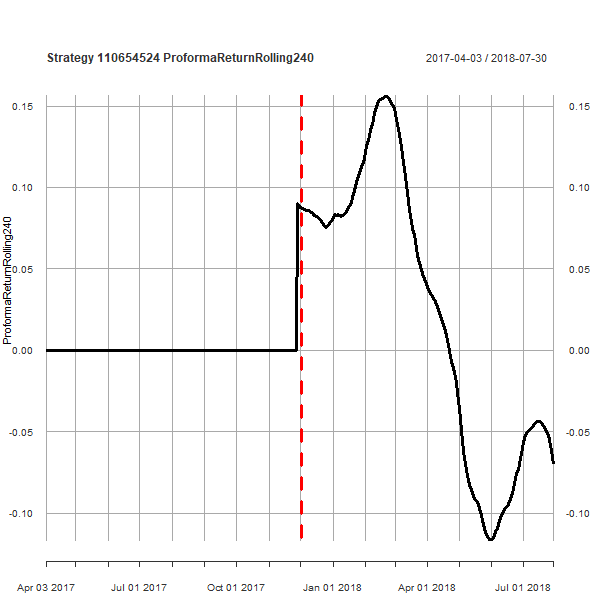 Strategy 110654524 ProformaReturnRolling240 2017-04-03 / 2018-07-30
0.15 0.15
0.10 0.10
0.05 0.05
0.00 0.00
-0.05 -0.05
-0.10 -0.10
ProformaReturnRolling240
Apr 03 2017 Jul 01 2017 Oct 01 2017 Jan 01 2018 Apr 01 2018 Jul 01 2018